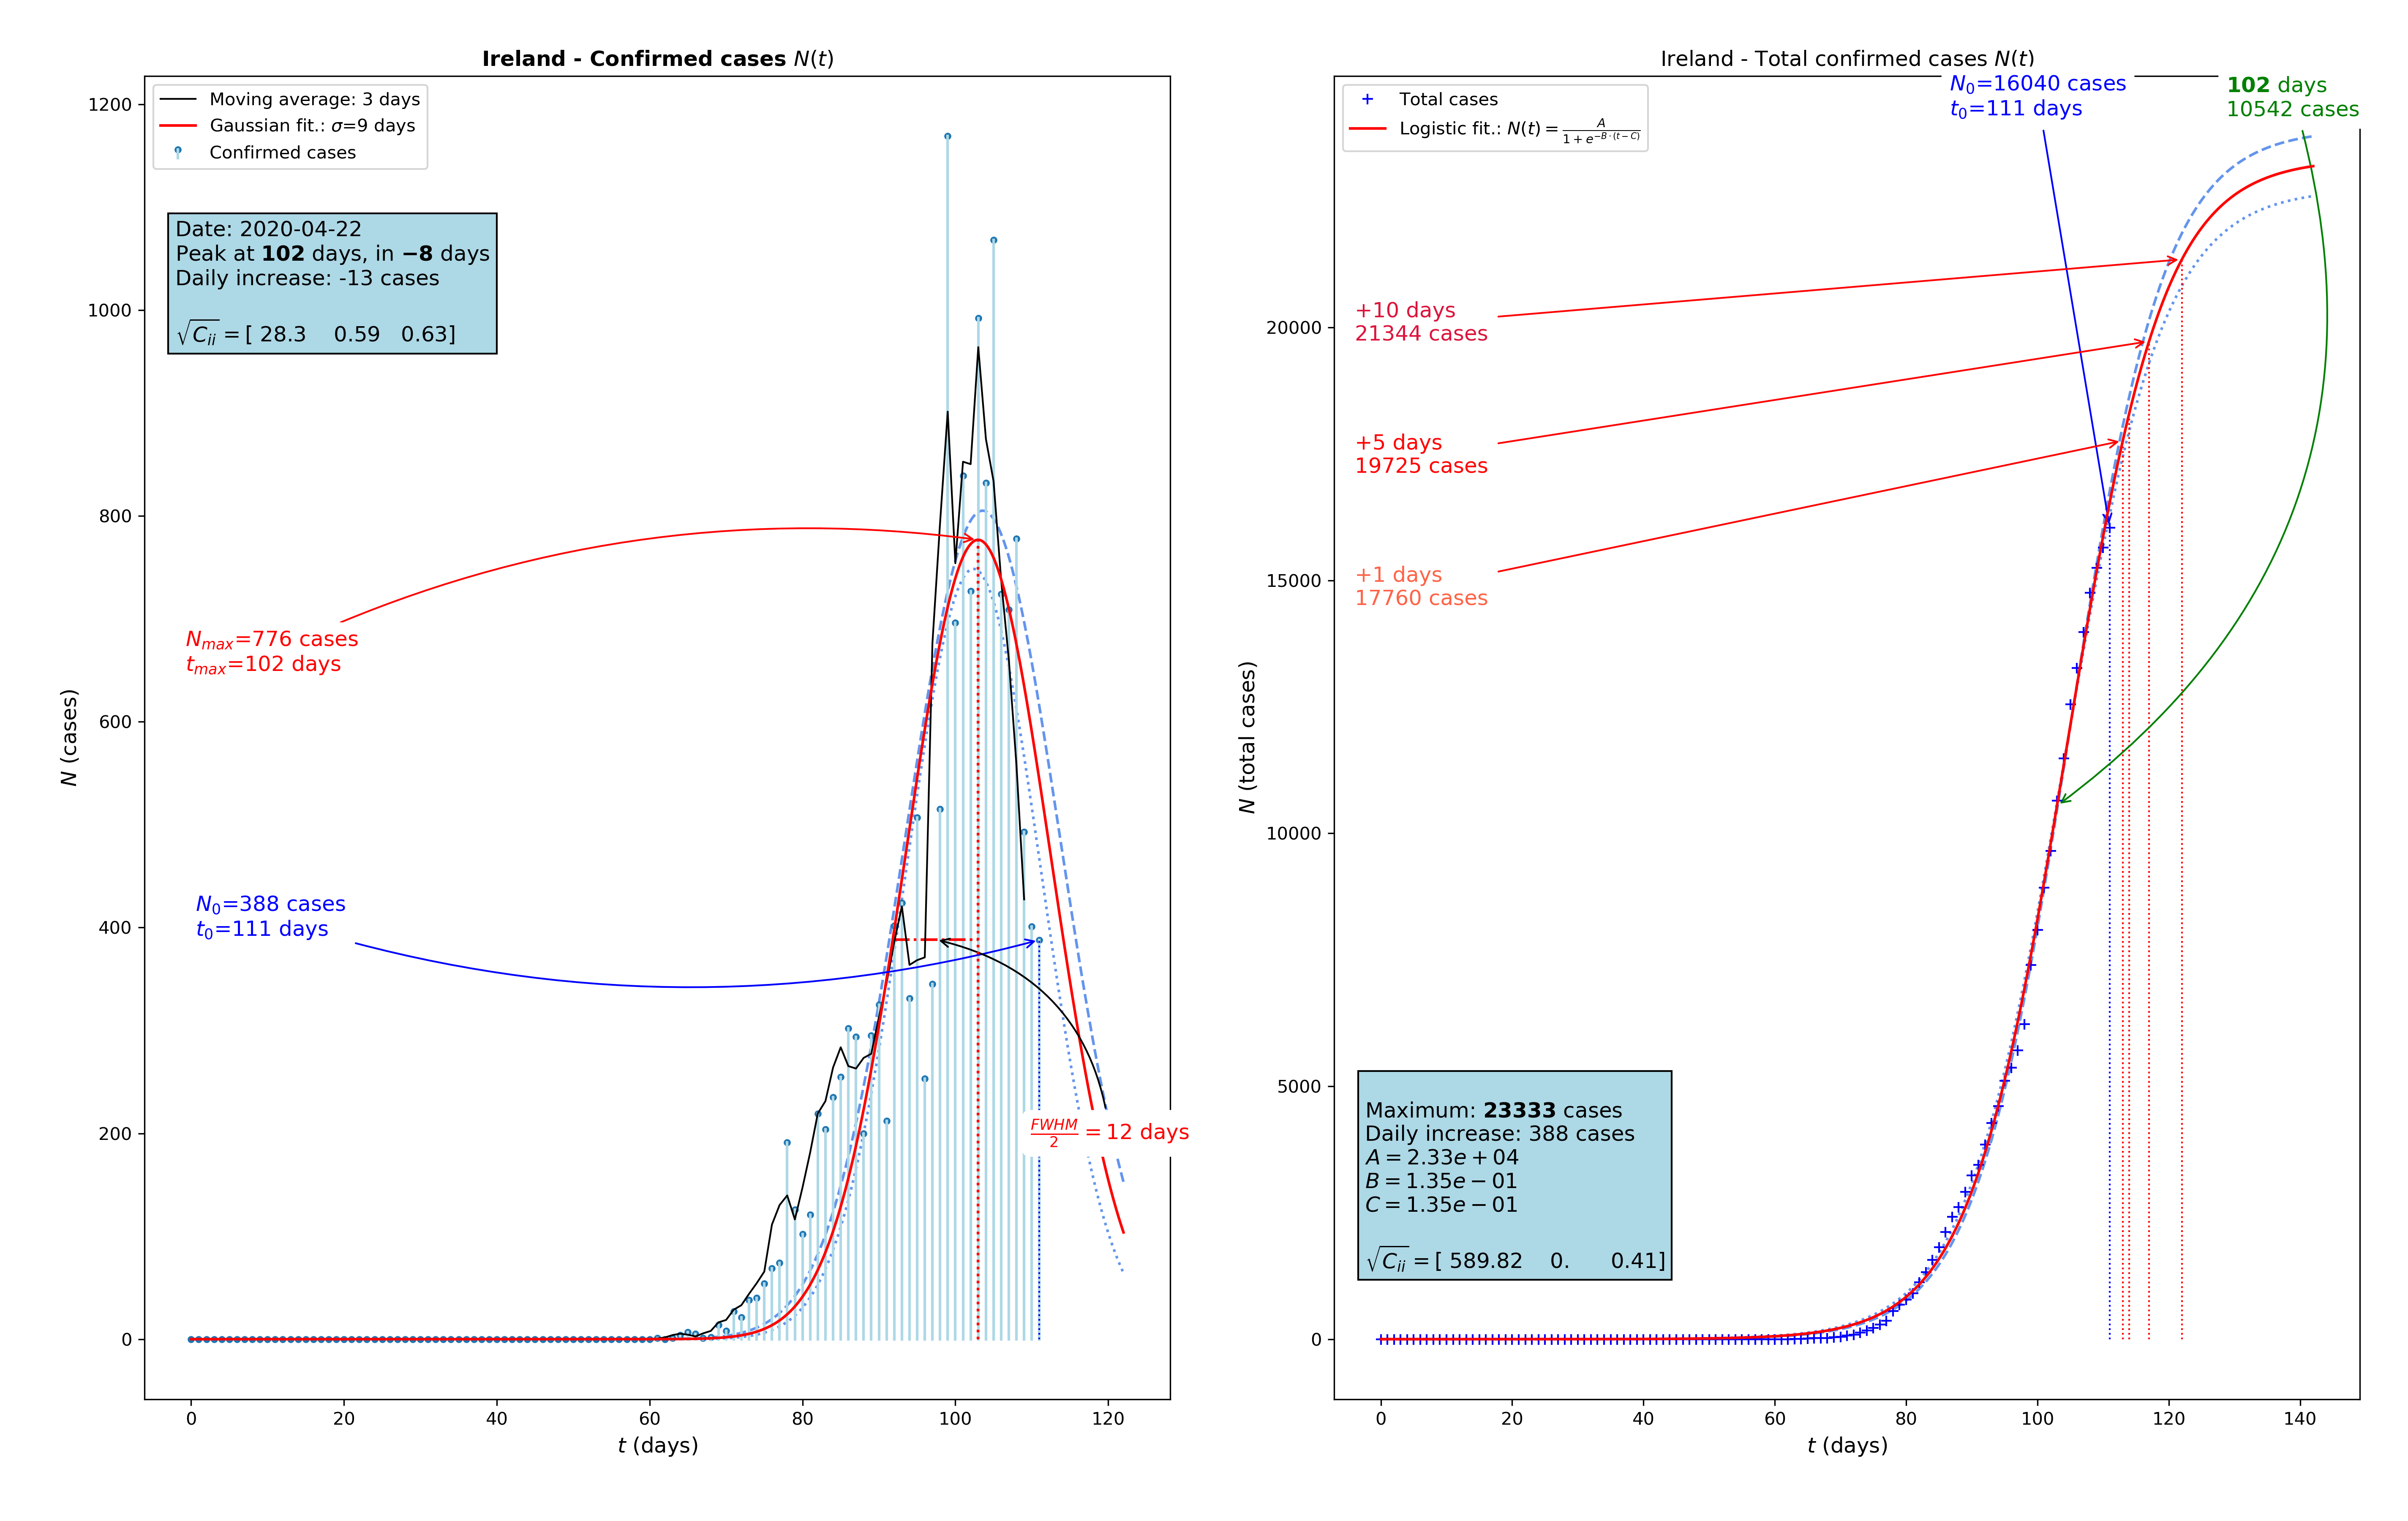 Ireland - Confirmed cases N(t)
Moving average: 3 days
Gaussian fit.: σ=9 days
Confirmed cases
Date: 2020-04-22
Peak at 102 days, in −8 days
Daily increase: -13 cases
√C_ii = [ 28.3 0.59 0.63]
N_max=776 cases
t_max=102 days
N_0=388 cases
t_0=111 days
FWHM/2 = 12 days
1200
1000
800
600
400
200
0
N (cases)
0 20 40 60 80 100 120
t (days)
Ireland - Total confirmed cases N(t)
Total cases
Logistic fit.: N(t) = A/(1 + e^(−B·(t−C)))
N_0=16040 cases
t_0=111 days
102 days
10542 cases
+10 days
21344 cases
+5 days
19725 cases
+1 days
17760 cases
Maximum: 23333 cases
Daily increase: 388 cases
A = 2.33e + 04
B = 1.35e − 01
C = 1.35e − 01
√C_ii = [ 589.82 0. 0.41]
20000
15000
10000
5000
0
N (total cases)
0 20 40 60 80 100 120 140
t (days)